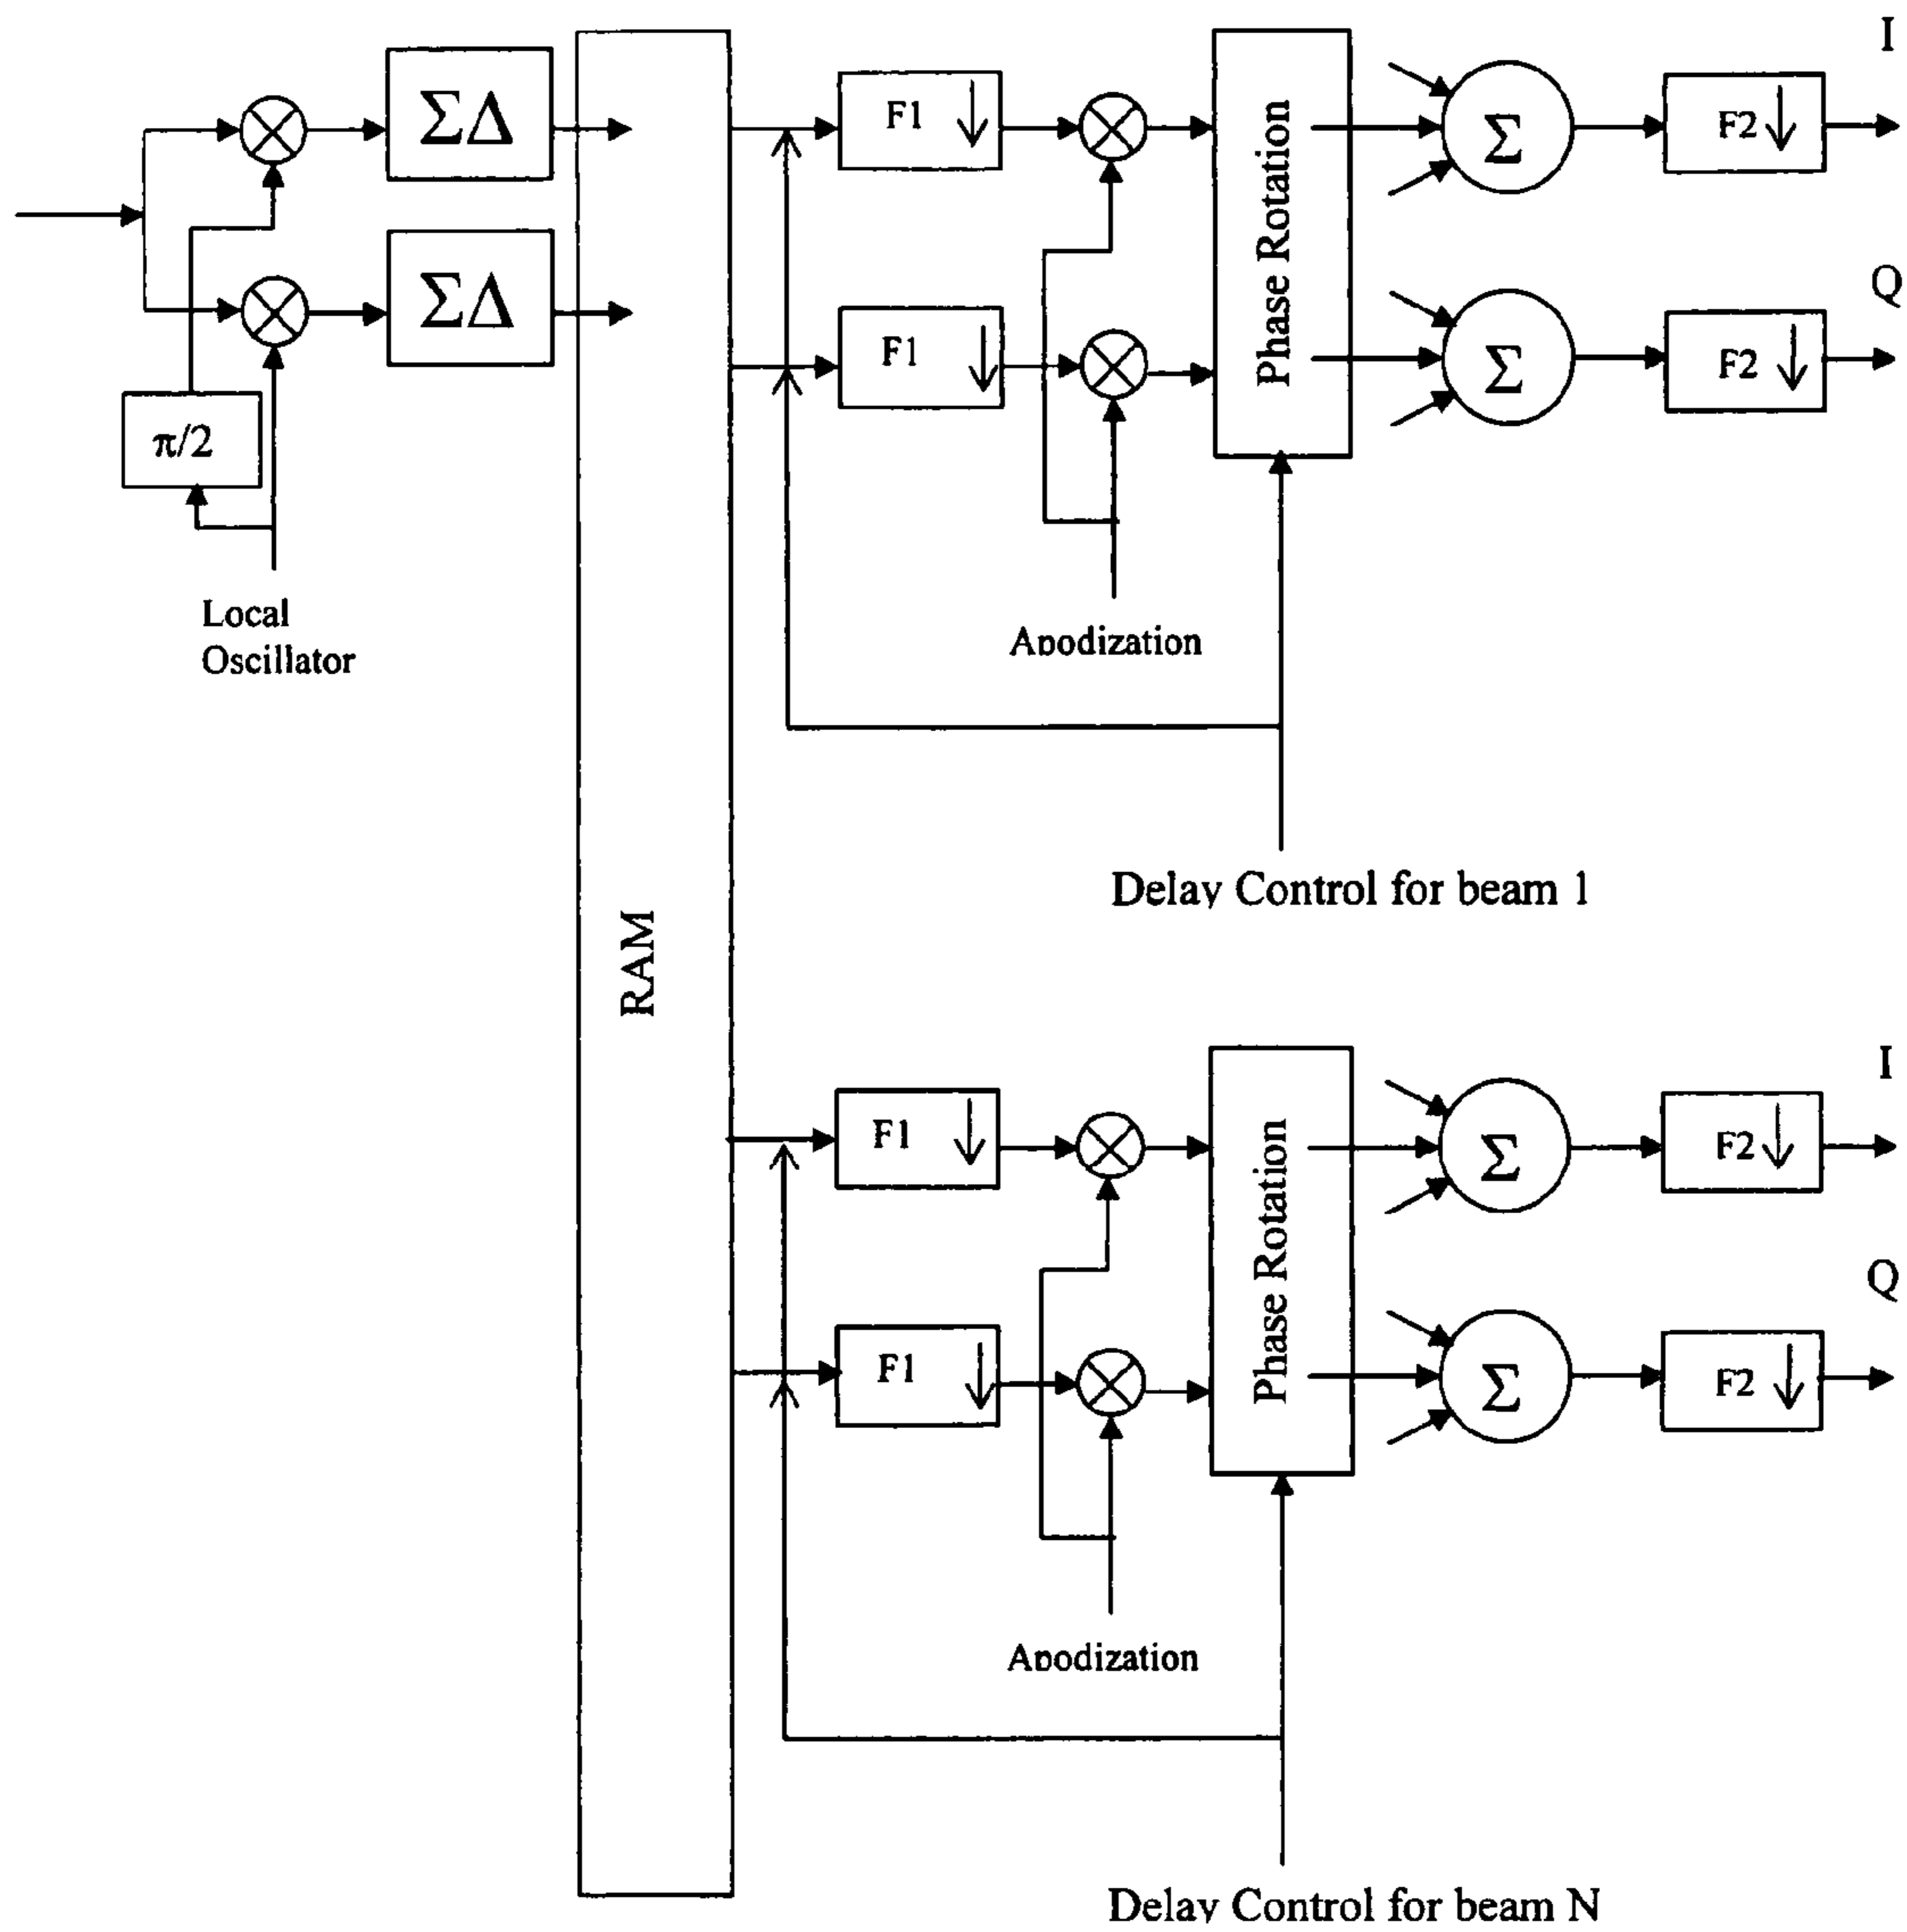 I
ΣΔ
F1
Σ
F2
Phase Rotation
Q
ΣΔ
F1
Σ
F2
π/2
Local
Oscillator
Apodization
Delay Control for beam 1
RAM
I
F1
Σ
F2
Phase Rotation
Q
F1
Σ
F2
Apodization
Delay Control for beam N